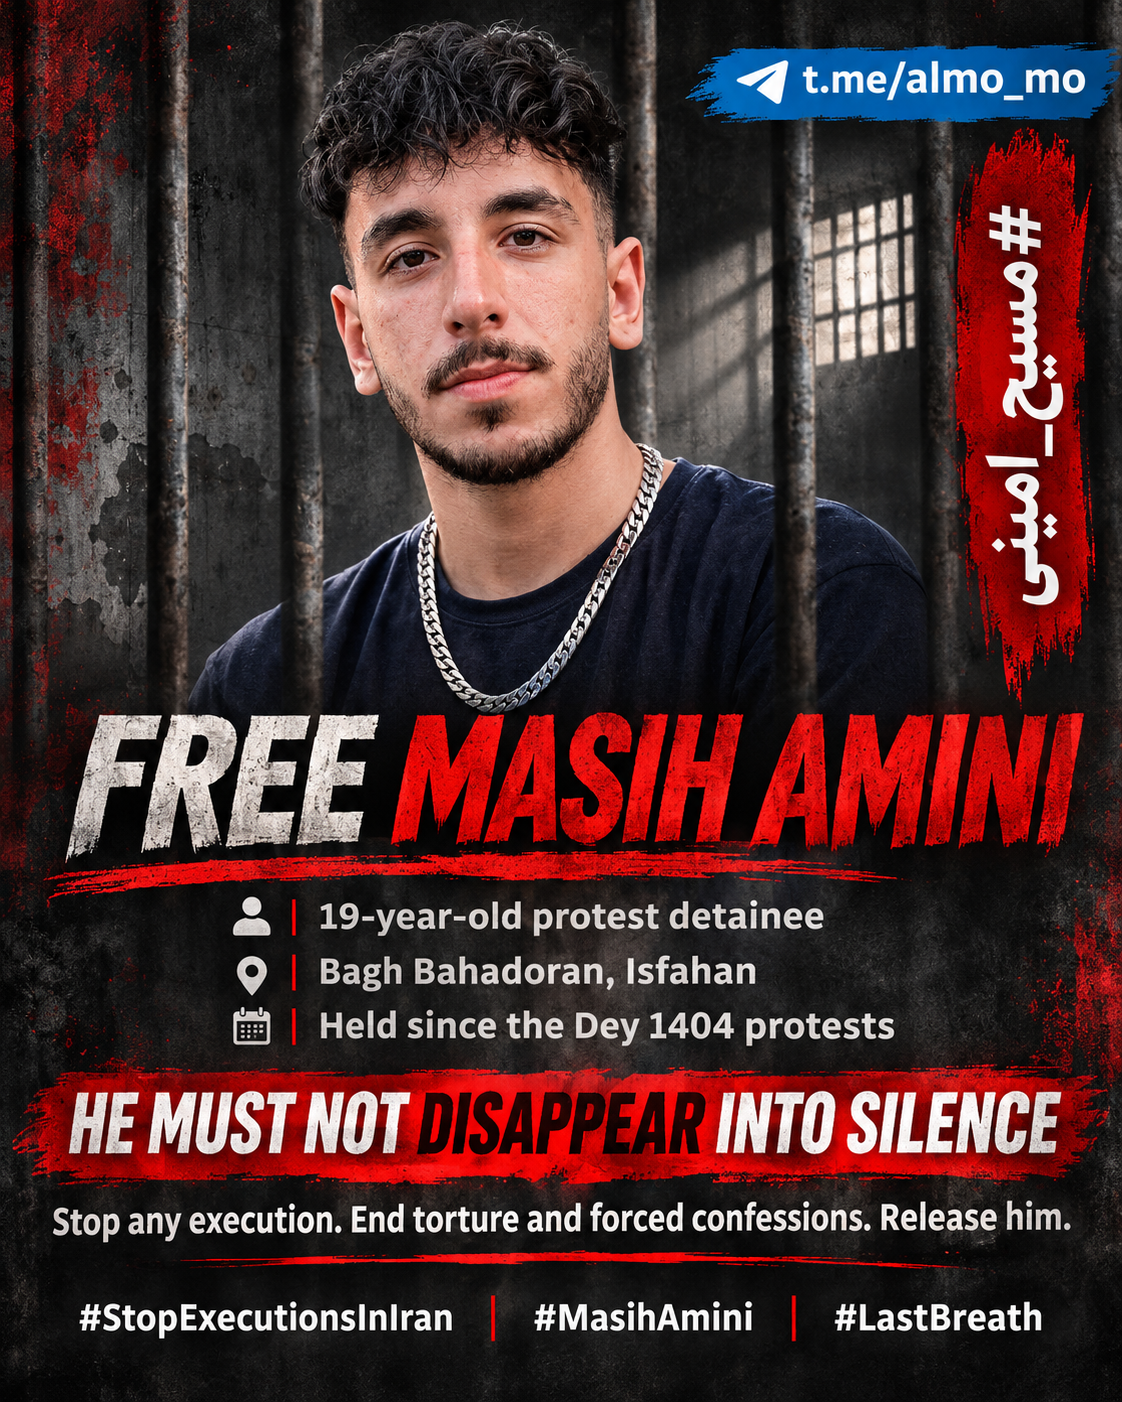 t.me/almo_mo
#مسیح_امینی
FREE MASIH AMINI
19-year-old protest detainee
Bagh Bahadoran, Isfahan
Held since the Dey 1404 protests
HE MUST NOT DISAPPEAR INTO SILENCE
Stop any execution. End torture and forced confessions. Release him.
#StopExecutionsInIran | #MasihAmini | #LastBreath